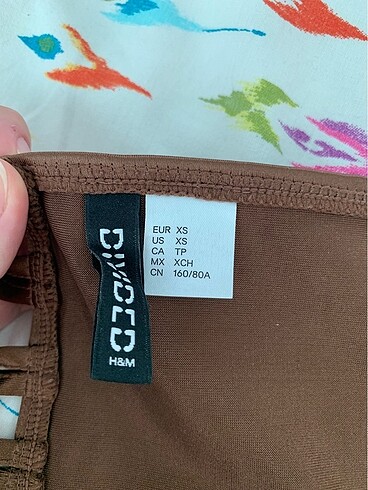 DIVIDED
H&M
EUR XS
US XS
CA TP
MX XCH
CN 160/80A